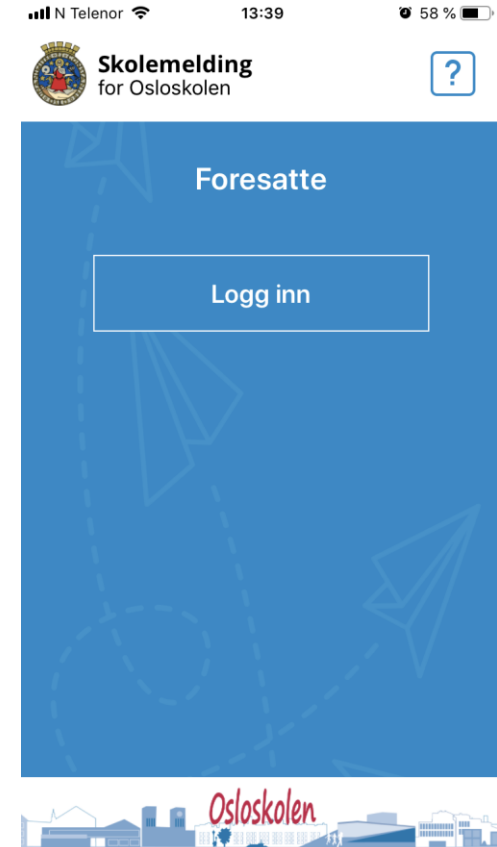 N Telenor 13:39 58 %
Skolemelding
for Osloskolen
?
Foresatte
Logg inn
Osloskolen